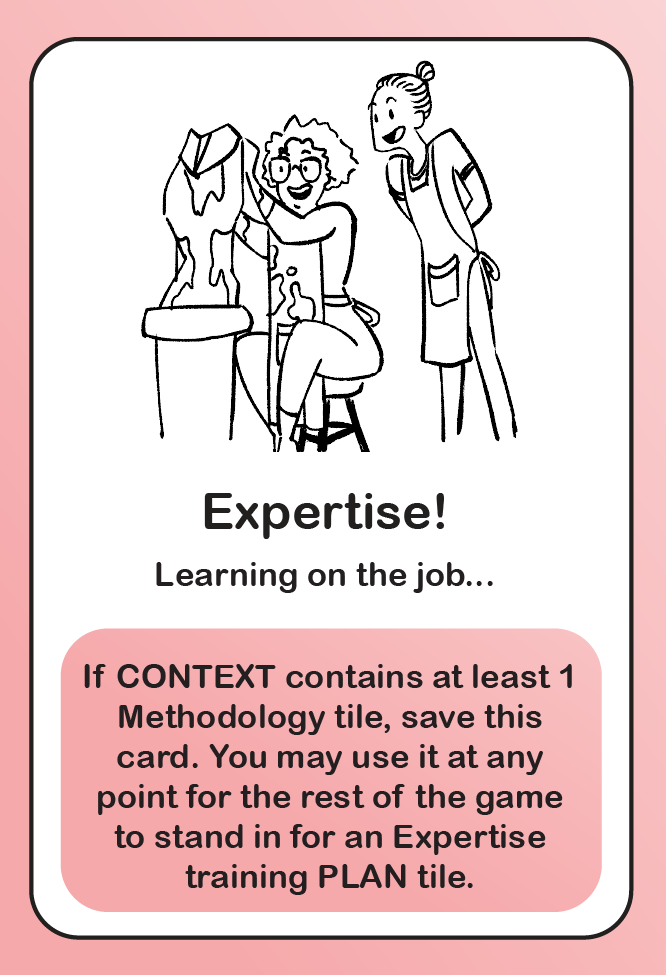 Expertise!
Learning on the job...
If CONTEXT contains at least 1
Methodology tile, save this
card. You may use it at any
point for the rest of the game
to stand in for an Expertise
training PLAN tile.